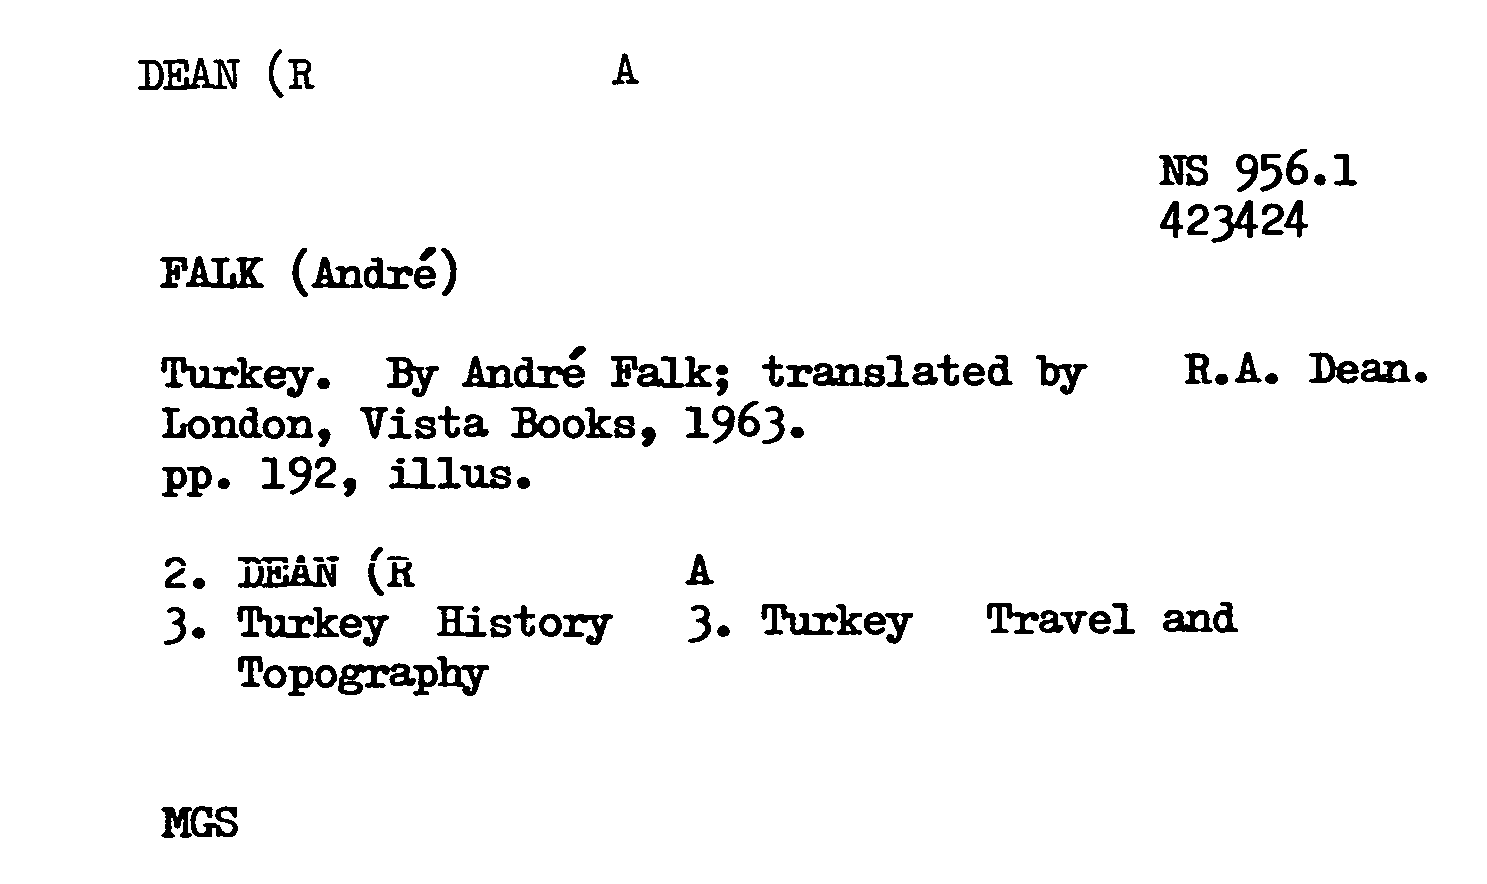 DEAN (R A
NS 956.1
423424
FALK (André)
Turkey. By André Falk; translated by R.A. Dean.
London, Vista Books, 1963.
pp. 192, illus.
2. DEAN (R A
3. Turkey History 3. Turkey Travel and
Topography
MGS